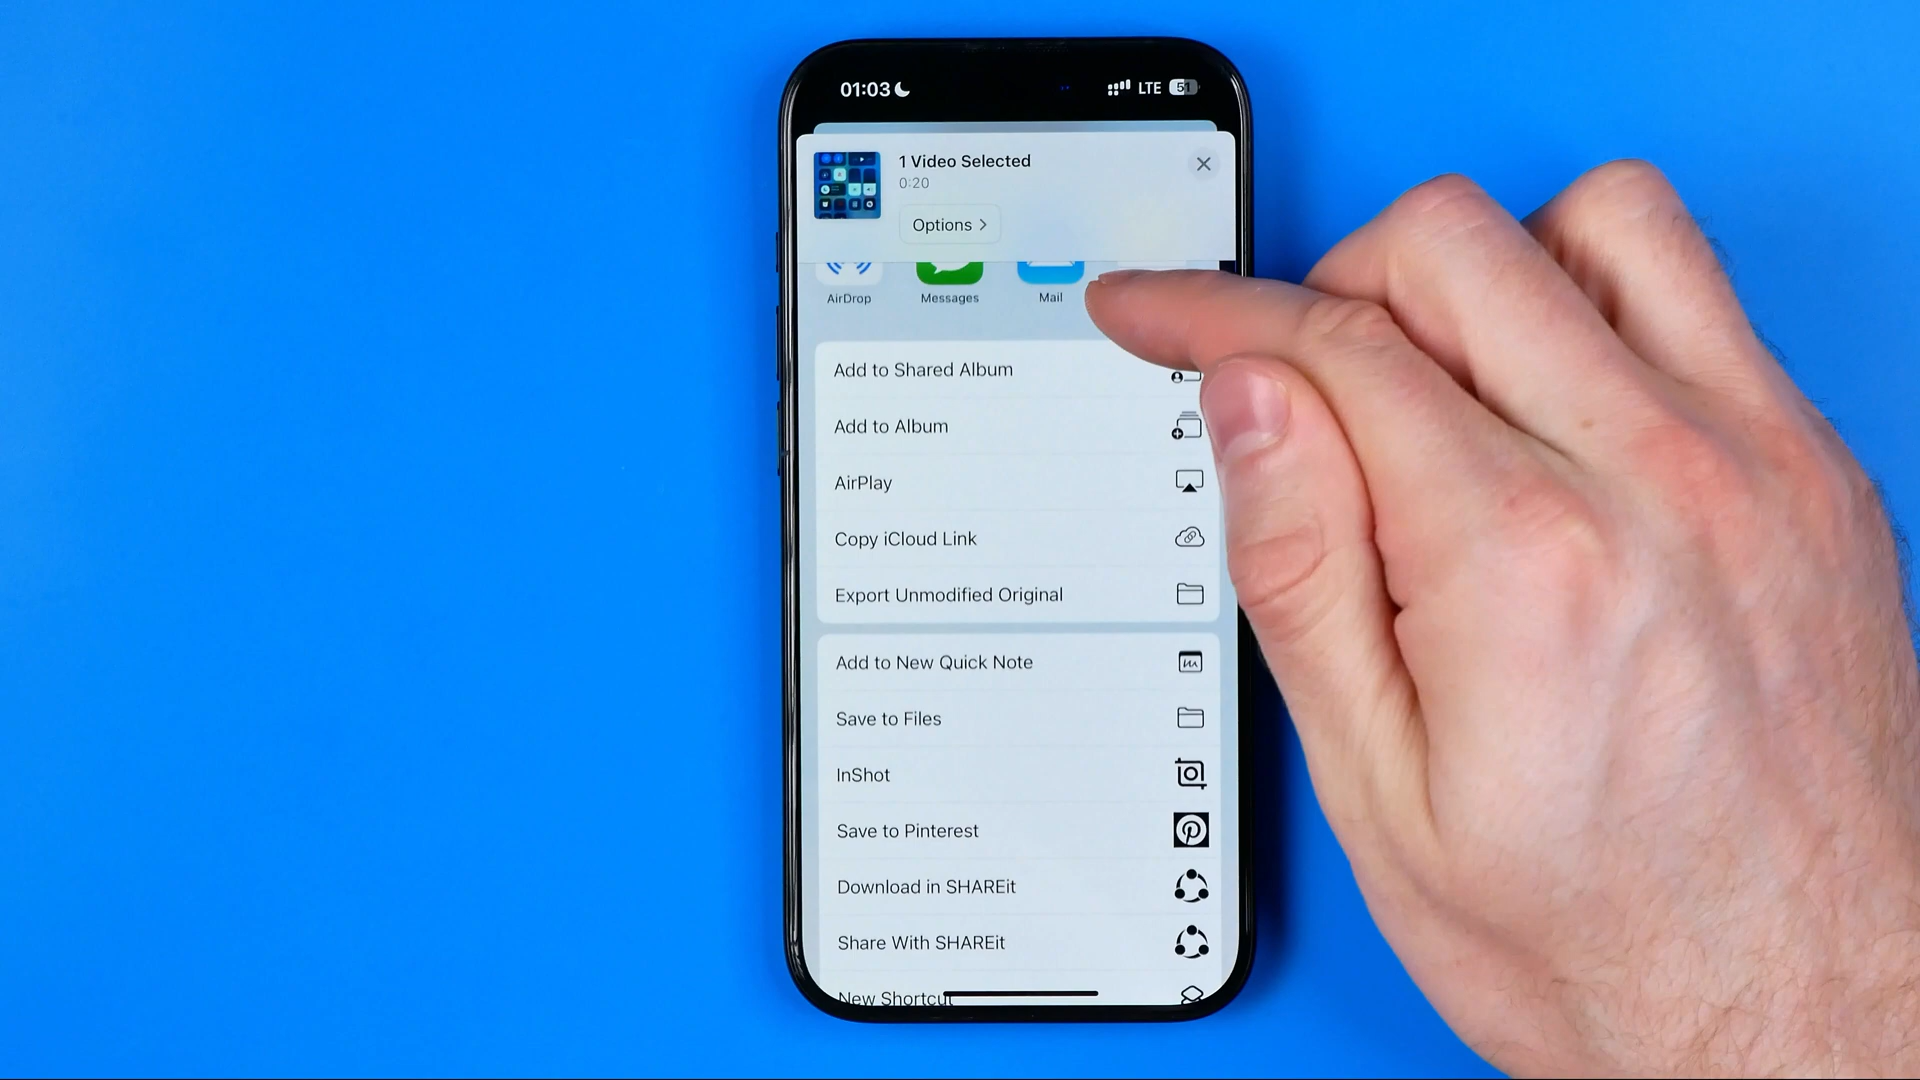 01:03
LTE
51
1 Video Selected
0:20
Options
AirDrop
Messages
Mail
Add to Shared Album
Add to Album
AirPlay
Copy iCloud Link
Export Unmodified Original
Add to New Quick Note
Save to Files
InShot
Save to Pinterest
Download in SHAREit
Share With SHAREit
New Shortcut